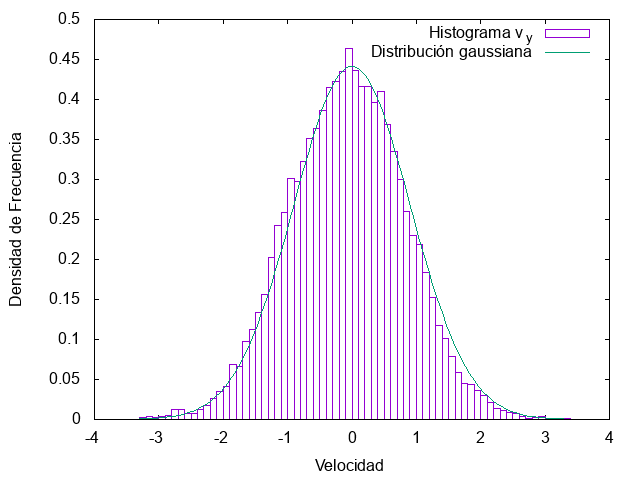 Histograma v_y
Distribución gaussiana
0.5
0.45
0.4
0.35
0.3
0.25
0.2
0.15
0.1
0.05
0
Densidad de Frecuencia
-4 -3 -2 -1 0 1 2 3 4
Velocidad